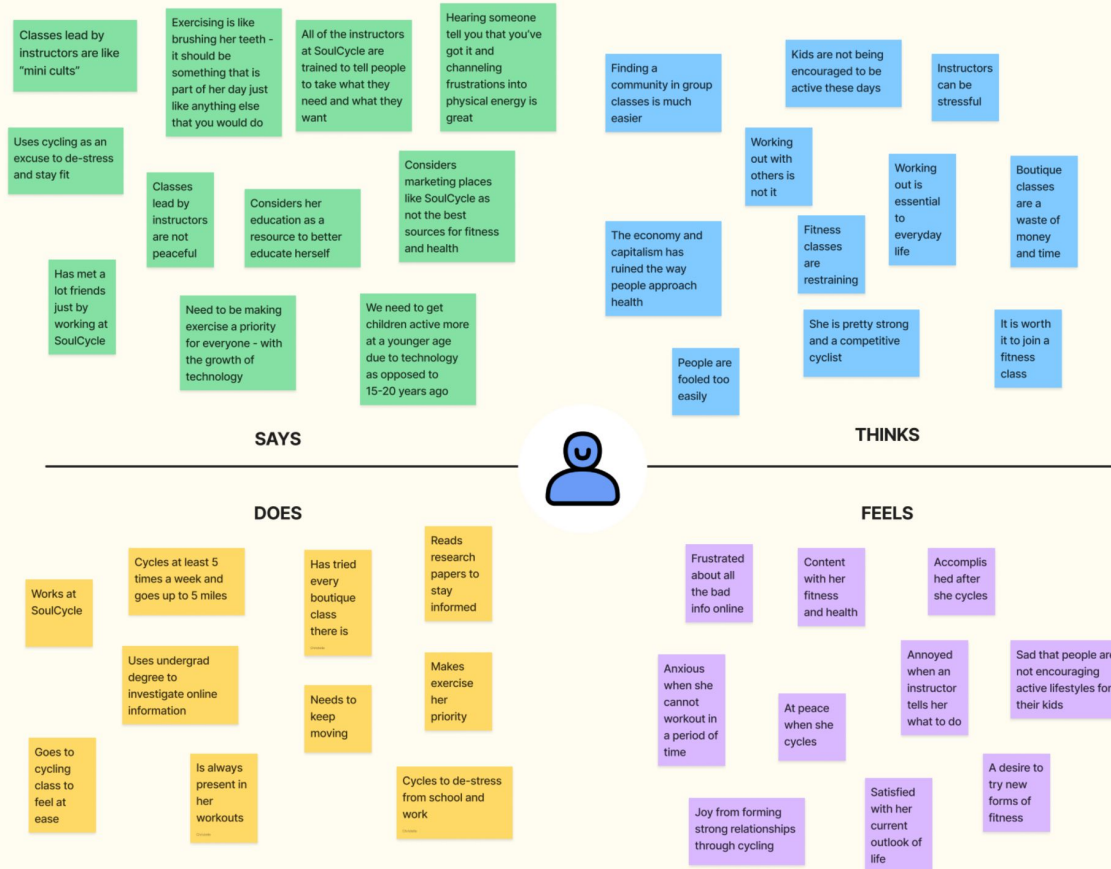 Classes lead by
instructors are like
"mini cults"
Exercising is like
brushing her teeth -
it should be
something that is
part of her day just
like anything else
that you would do
All of the instructors
at SoulCycle are
trained to tell people
to take what they
need and what they
want
Hearing someone
tell you that you've
got it and
channeling
frustrations into
physical energy is
great
Uses cycling as an
excuse to de-stress
and stay fit
Classes
lead by
instructors
are not
peaceful
Considers her
education as a
resource to better
educate herself
Considers
marketing places
like SoulCycle as
not the best
sources for fitness
and health
Has met a
lot friends
just by
working at
SoulCycle
Need to be making
exercise a priority
for everyone - with
the growth of
technology
We need to get
children active more
at a younger age
due to technology
as opposed to
15-20 years ago
SAYS
Finding a
community in group
classes is much
easier
Kids are not being
encouraged to be
active these days
Instructors
can be
stressful
Working
out with
others is
not it
Working
out is
essential
to
everyday
life
Boutique
classes
are a
waste of
money
and time
The economy and
capitalism has
ruined the way
people approach
health
Fitness
classes
are
restraining
She is pretty strong
and a competitive
cyclist
It is worth
it to join a
fitness
class
People are
fooled too
easily
THINKS
DOES
Works at
SoulCycle
Cycles at least 5
times a week and
goes up to 5 miles
Has tried
every
boutique
class
there is
Reads
research
papers to
stay
informed
Uses undergrad
degree to
investigate online
information
Needs to
keep
moving
Makes
exercise
her
priority
Goes to
cycling
class to
feel at
ease
Is always
present in
her
workouts
Cycles to de-stress
from school and
work
FEELS
Frustrated
about all
the bad
info online
Content
with her
fitness
and health
Accomplis
hed after
she cycles
Anxious
when she
cannot
workout in
a period of
time
At peace
when she
cycles
Annoyed
when an
instructor
tells her
what to do
Sad that people are
not encouraging
active lifestyles for
their kids
Joy from forming
strong relationships
through cycling
Satisfied
with her
current
outlook of
life
A desire to
try new
forms of
fitness